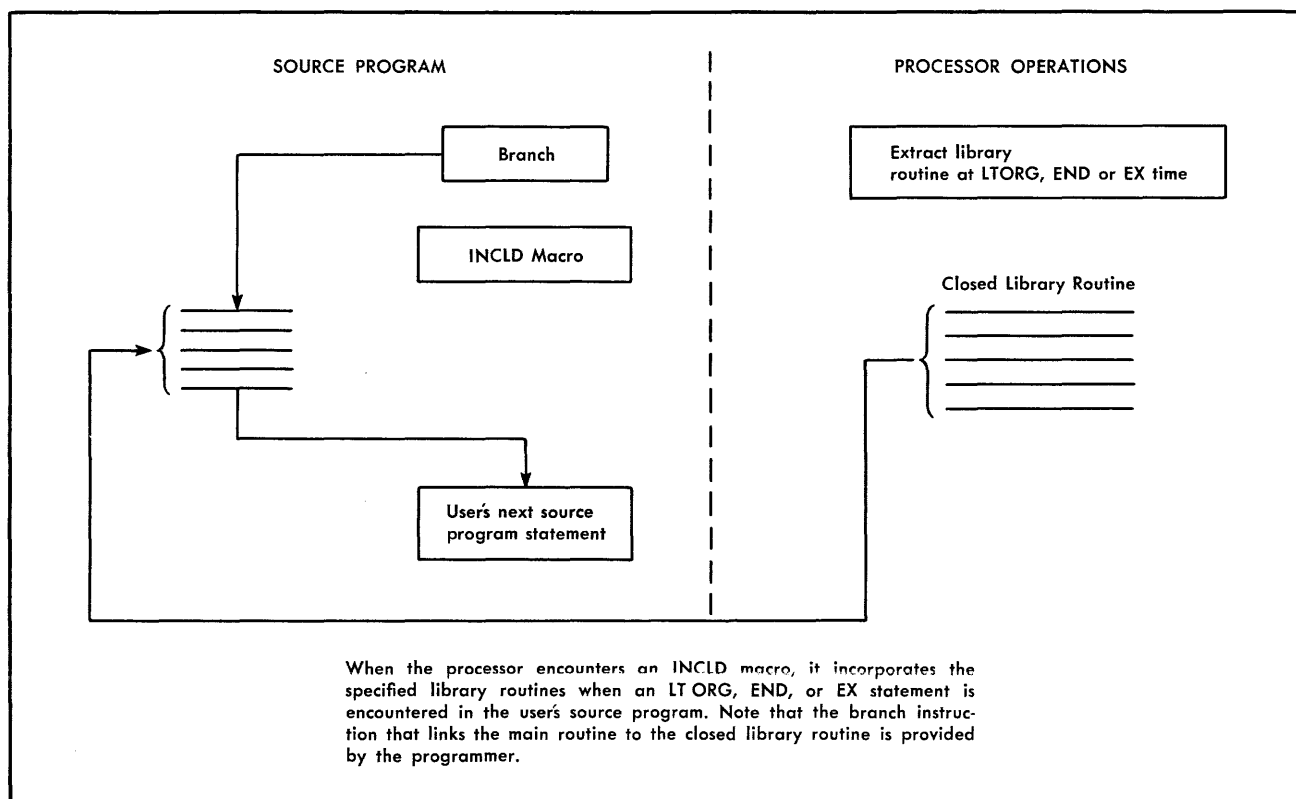 SOURCE PROGRAM
PROCESSOR OPERATIONS
Branch
Extract library
routine at LTORG, END or EX time
INCLD Macro
Closed Library Routine
User's next source
program statement
When the processor encounters an INCLD macro, it incorporates the
specified library routines when an LT ORG, END, or EX statement is
encountered in the user's source program. Note that the branch instruc-
tion that links the main routine to the closed library routine is provided
by the programmer.